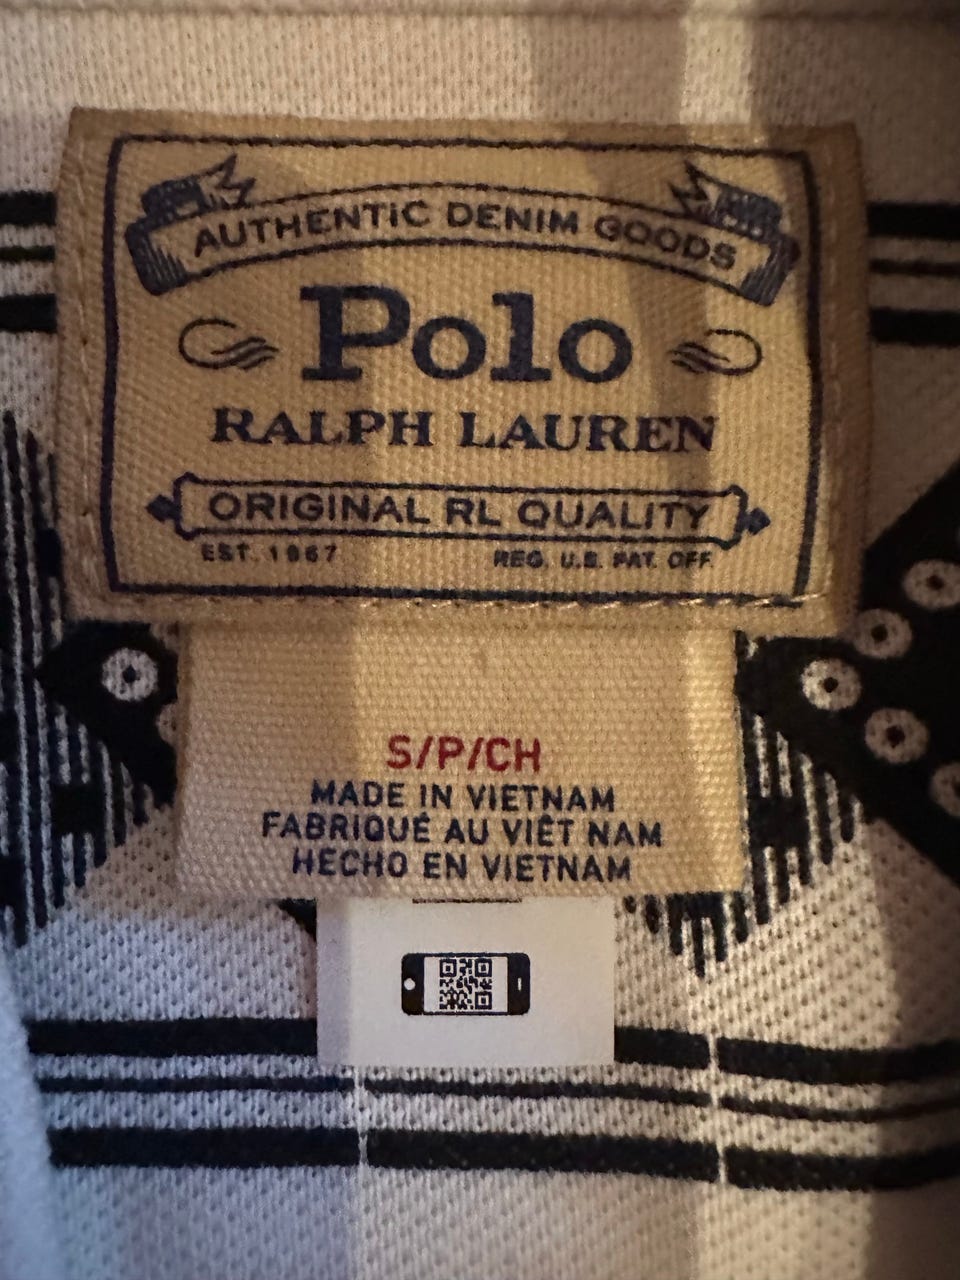 AUTHENTIC DENIM GOODS
Polo
RALPH LAUREN
ORIGINAL RL QUALITY
EST. 1967 REG. U.S. PAT. OFF.
S/P/CH
MADE IN VIETNAM
FABRIQUÉ AU VIÊT NAM
HECHO EN VIETNAM